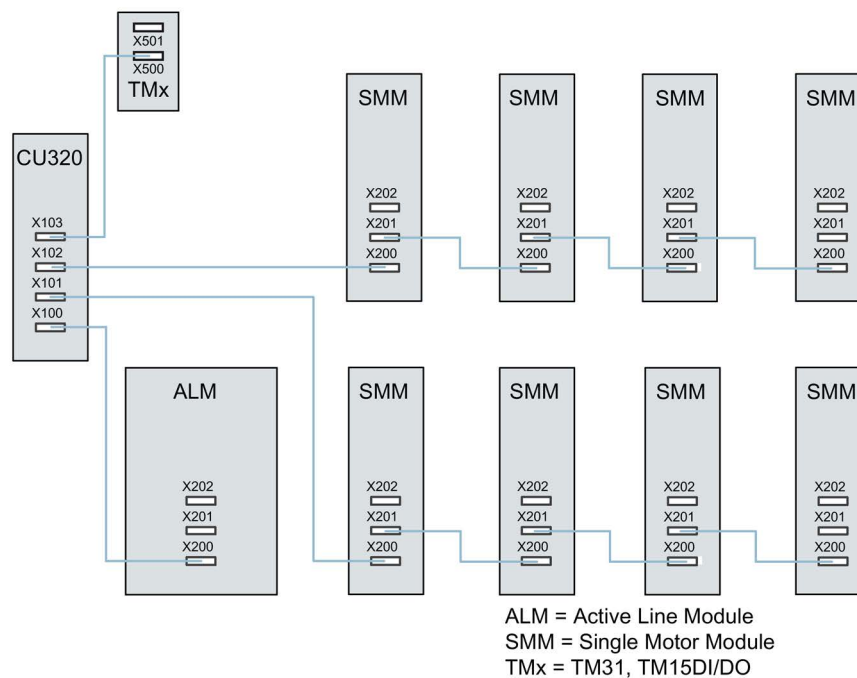 X501
X500
TMx
CU320
X103
X102
X101
X100
SMM
X202
X201
X200
SMM
X202
X201
X200
SMM
X202
X201
X200
SMM
X202
X201
X200
ALM
X202
X201
X200
SMM
X202
X201
X200
SMM
X202
X201
X200
SMM
X202
X201
X200
SMM
X202
X201
X200
ALM = Active Line Module
SMM = Single Motor Module
TMx = TM31, TM15DI/DO